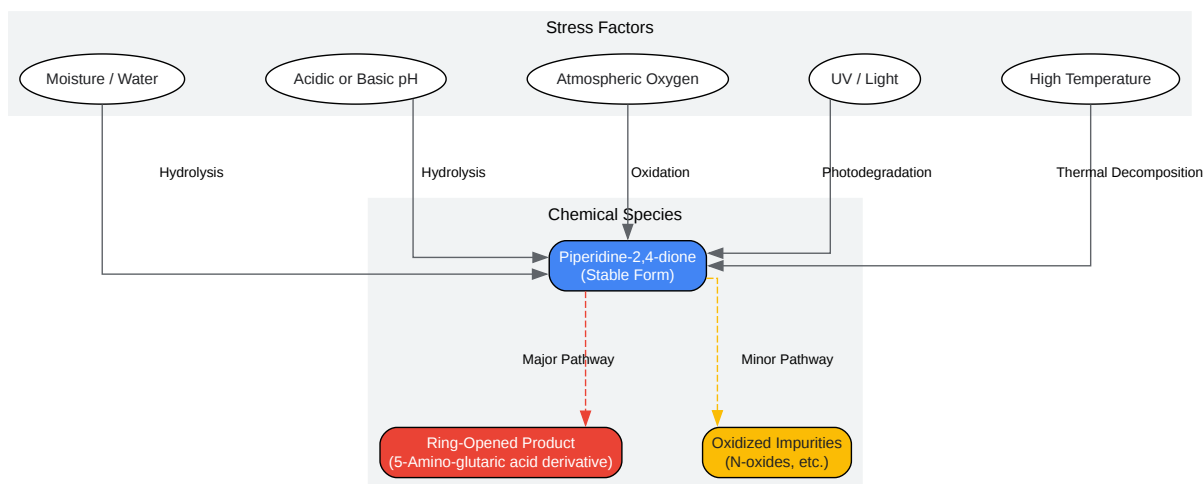 Stress Factors
Moisture / Water
Acidic or Basic pH
Atmospheric Oxygen
UV / Light
High Temperature
Hydrolysis
Hydrolysis
Oxidation
Photodegradation
Thermal Decomposition
Chemical Species
Piperidine-2,4-dione
(Stable Form)
Major Pathway
Minor Pathway
Ring-Opened Product
(5-Amino-glutaric acid derivative)
Oxidized Impurities
(N-oxides, etc.)